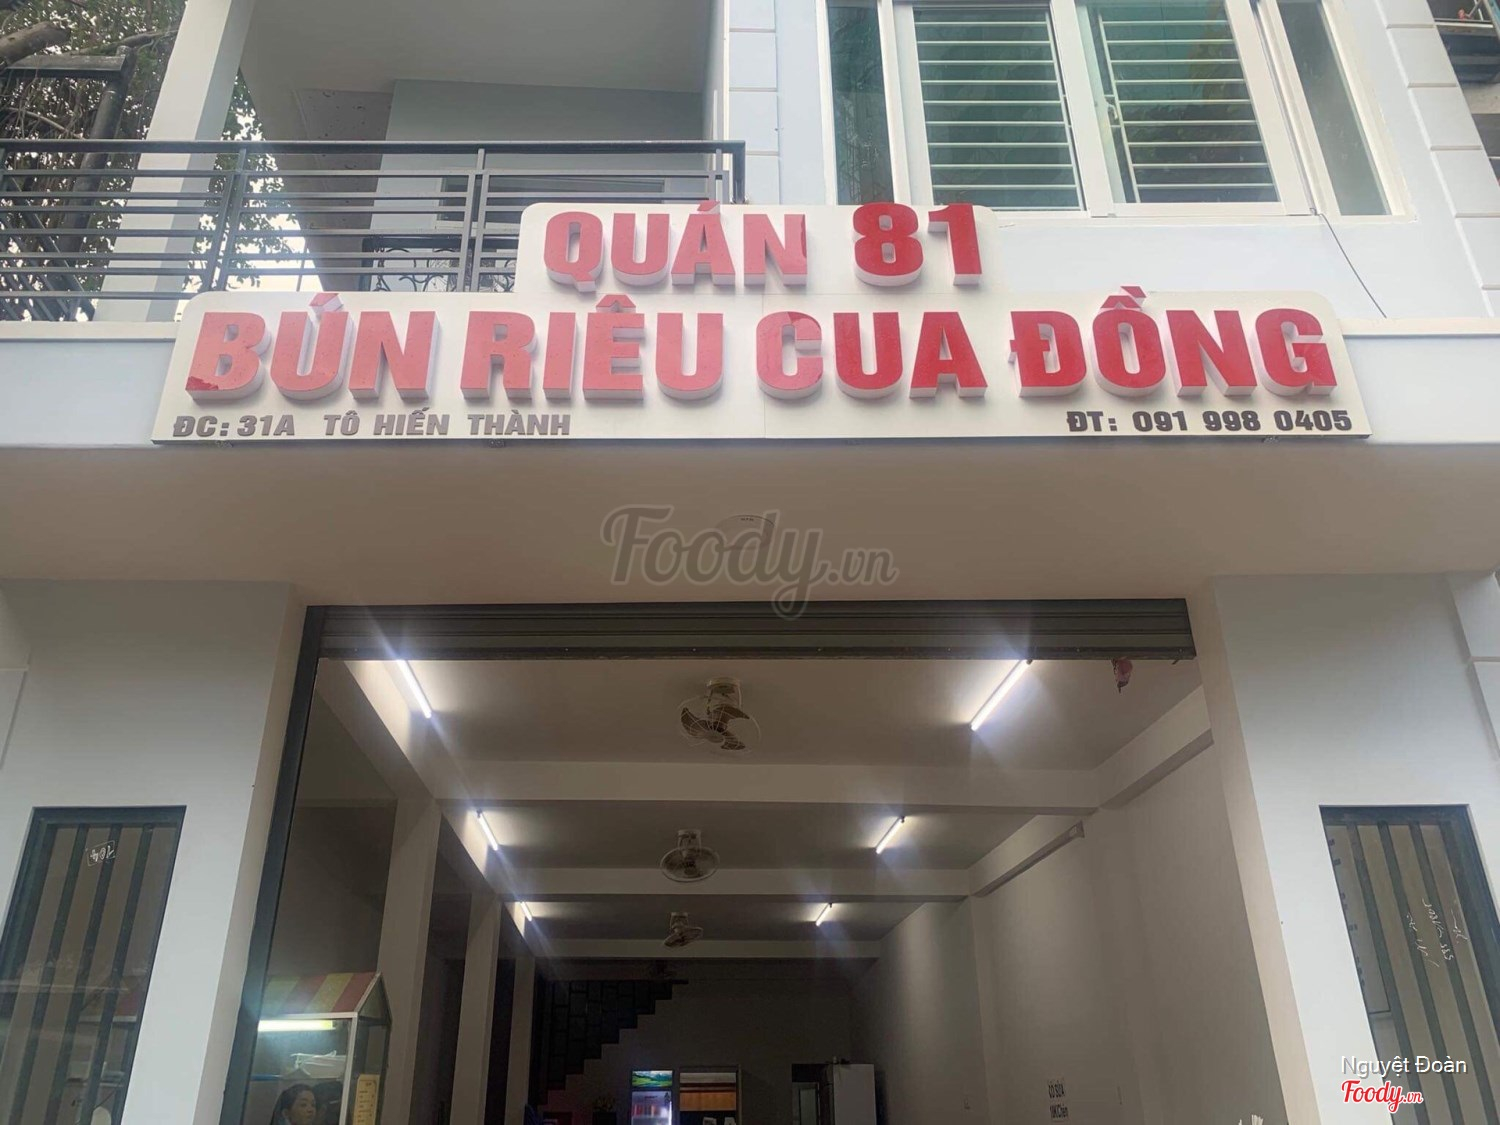 QUÁN 81
BÚN RIÊU CUA ĐỒNG
ĐC: 31A TÔ HIẾN THÀNH
ĐT: 091 998 0405
Foody.vn
Nguyệt Đoàn
Foody.vn